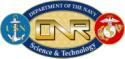 DEPARTMENT OF THE NAVY
ONR
Science & Technology